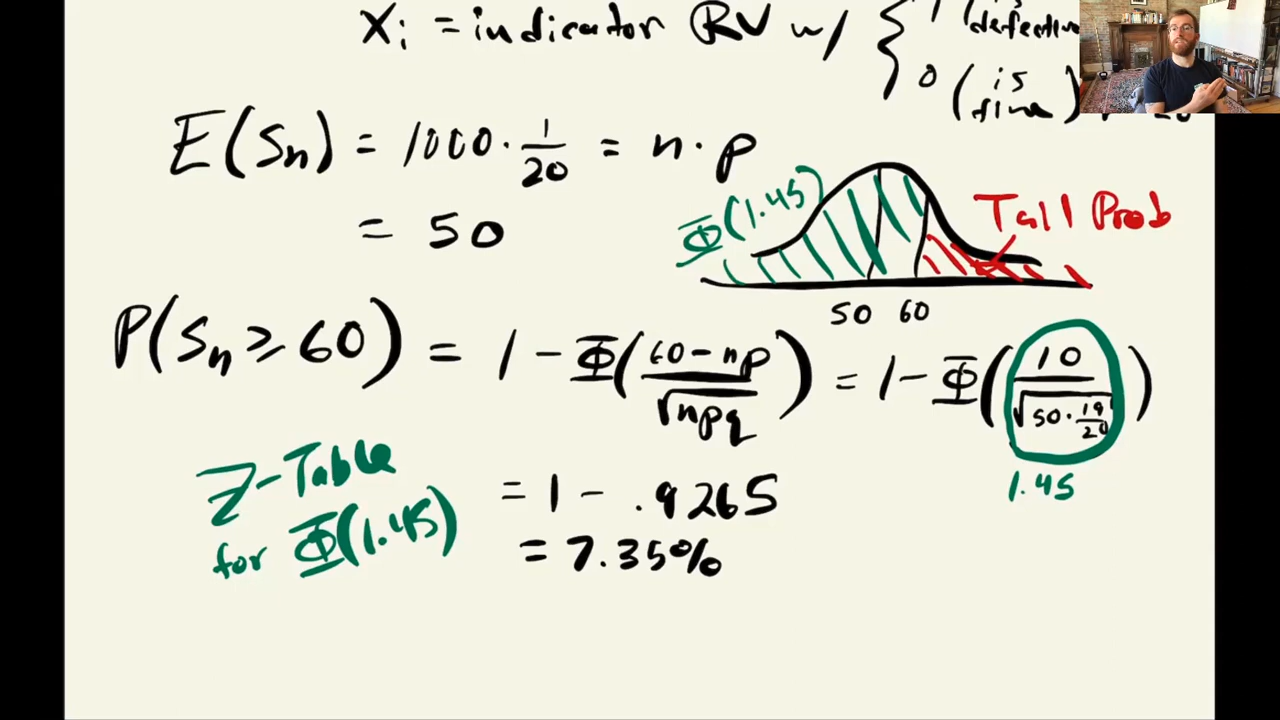 Xi = indicator RV w/ { 1 (is defective
0 (is fine)
E(Sn) = 1000 · 1/20 = n · p
= 50
Φ(1.45)
Tail Prob
50 60
P(Sn ≥ 60) = 1 - Φ(60-np/√npq) = 1 - Φ(10/√50·19/20)
1.45
Z-Table
for Φ(1.45)
= 1 - .9265
= 7.35%